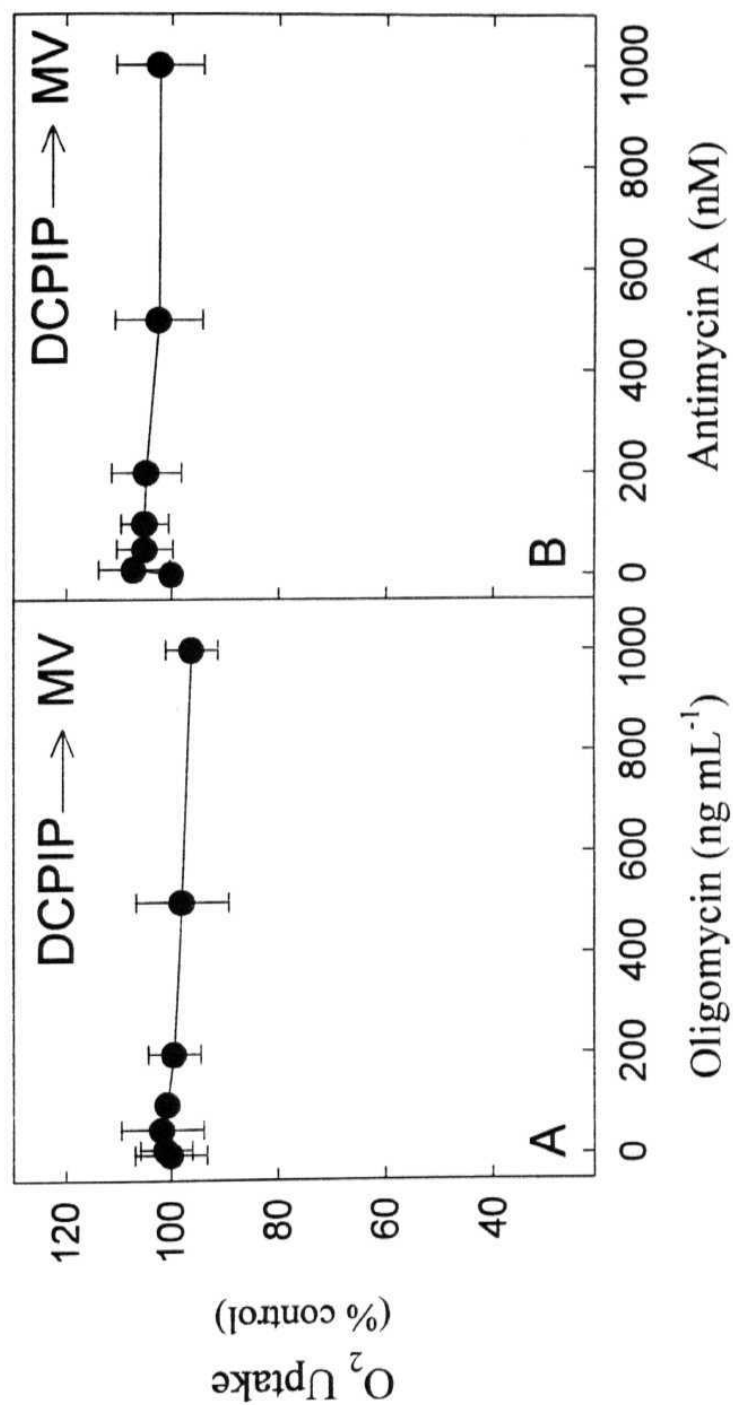 DCPIP → MV
DCPIP → MV
O₂ Uptake
(% control)
120
100
80
60
40
A
B
0 200 400 600 800 1000
0 200 400 600 800 1000
Oligomycin (ng mL⁻¹)
Antimycin A (nM)